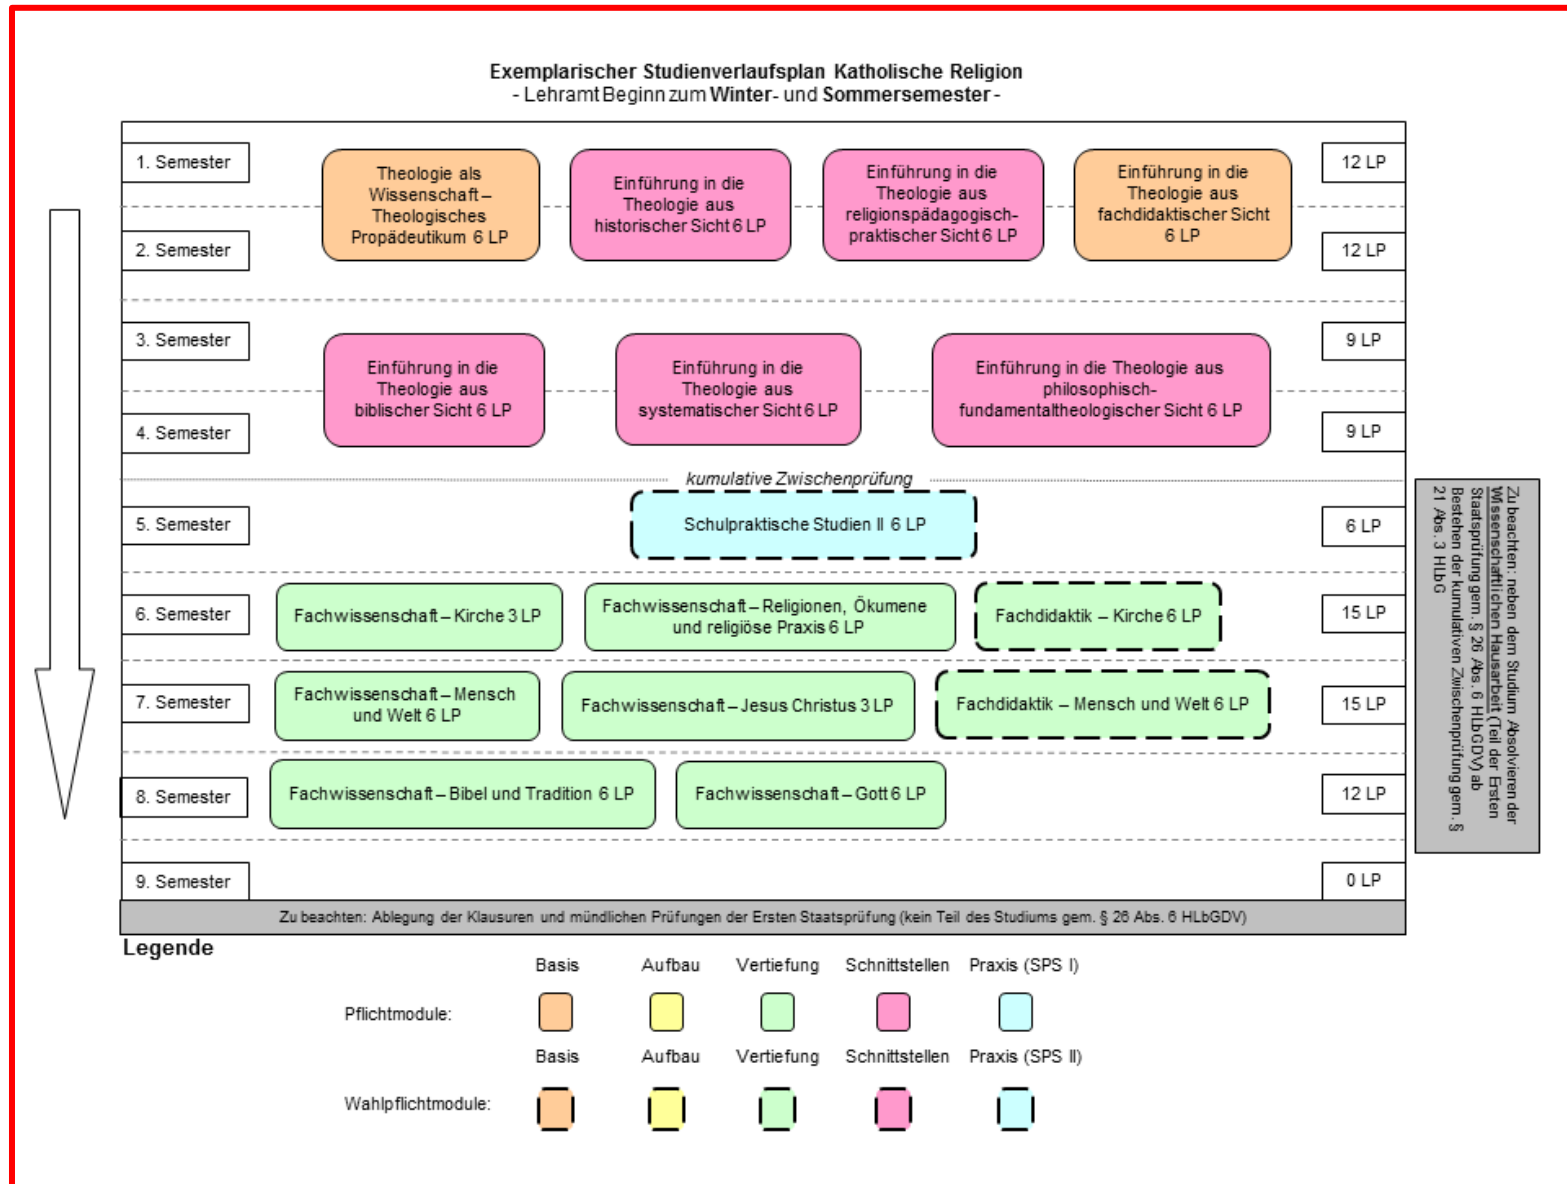 Exemplarischer Studienverlaufsplan Katholische Religion
- Lehramt Beginn zum Winter- und Sommersemester -
1. Semester
Theologie als
Wissenschaft –
Theologisches
Propädeutikum 6 LP
Einführung in die
Theologie aus
historischer Sicht 6 LP
Einführung in die
Theologie aus
religionspädagogisch-
praktischer Sicht 6 LP
Einführung in die
Theologie aus
fachdidaktischer Sicht
6 LP
12 LP
2. Semester
12 LP
3. Semester
Einführung in die
Theologie aus
biblischer Sicht 6 LP
Einführung in die
Theologie aus
systematischer Sicht 6 LP
Einführung in die Theologie aus
philosophisch-
fundamentaltheologischer Sicht 6 LP
9 LP
4. Semester
9 LP
kumulative Zwischenprüfung
5. Semester
Schulpraktische Studien II 6 LP
6 LP
6. Semester
Fachwissenschaft – Kirche 3 LP
Fachwissenschaft – Religionen, Ökumene
und religiöse Praxis 6 LP
Fachdidaktik – Kirche 6 LP
15 LP
7. Semester
Fachwissenschaft – Mensch
und Welt 6 LP
Fachwissenschaft – Jesus Christus 3 LP
Fachdidaktik – Mensch und Welt 6 LP
15 LP
8. Semester
Fachwissenschaft – Bibel und Tradition 6 LP
Fachwissenschaft – Gott 6 LP
12 LP
9. Semester
0 LP
Zu beachten: Ablegung der Klausuren und mündlichen Prüfungen der Ersten Staatsprüfung (kein Teil des Studiums gem. § 26 Abs. 6 HLbGDV)
Zu beachten: neben dem Studium Absolvieren der
Wissenschaftlichen Hausarbeit (Teil der Ersten
Staatsprüfung gem. § 26 Abs. 6 HLbGDV) ab
Bestehen der kumulativen Zwischenprüfung gem. §
21 Abs. 3 HLbG
Legende
Basis
Aufbau
Vertiefung
Schnittstellen
Praxis (SPS I)
Pflichtmodule:
Basis
Aufbau
Vertiefung
Schnittstellen
Praxis (SPS II)
Wahlpflichtmodule: